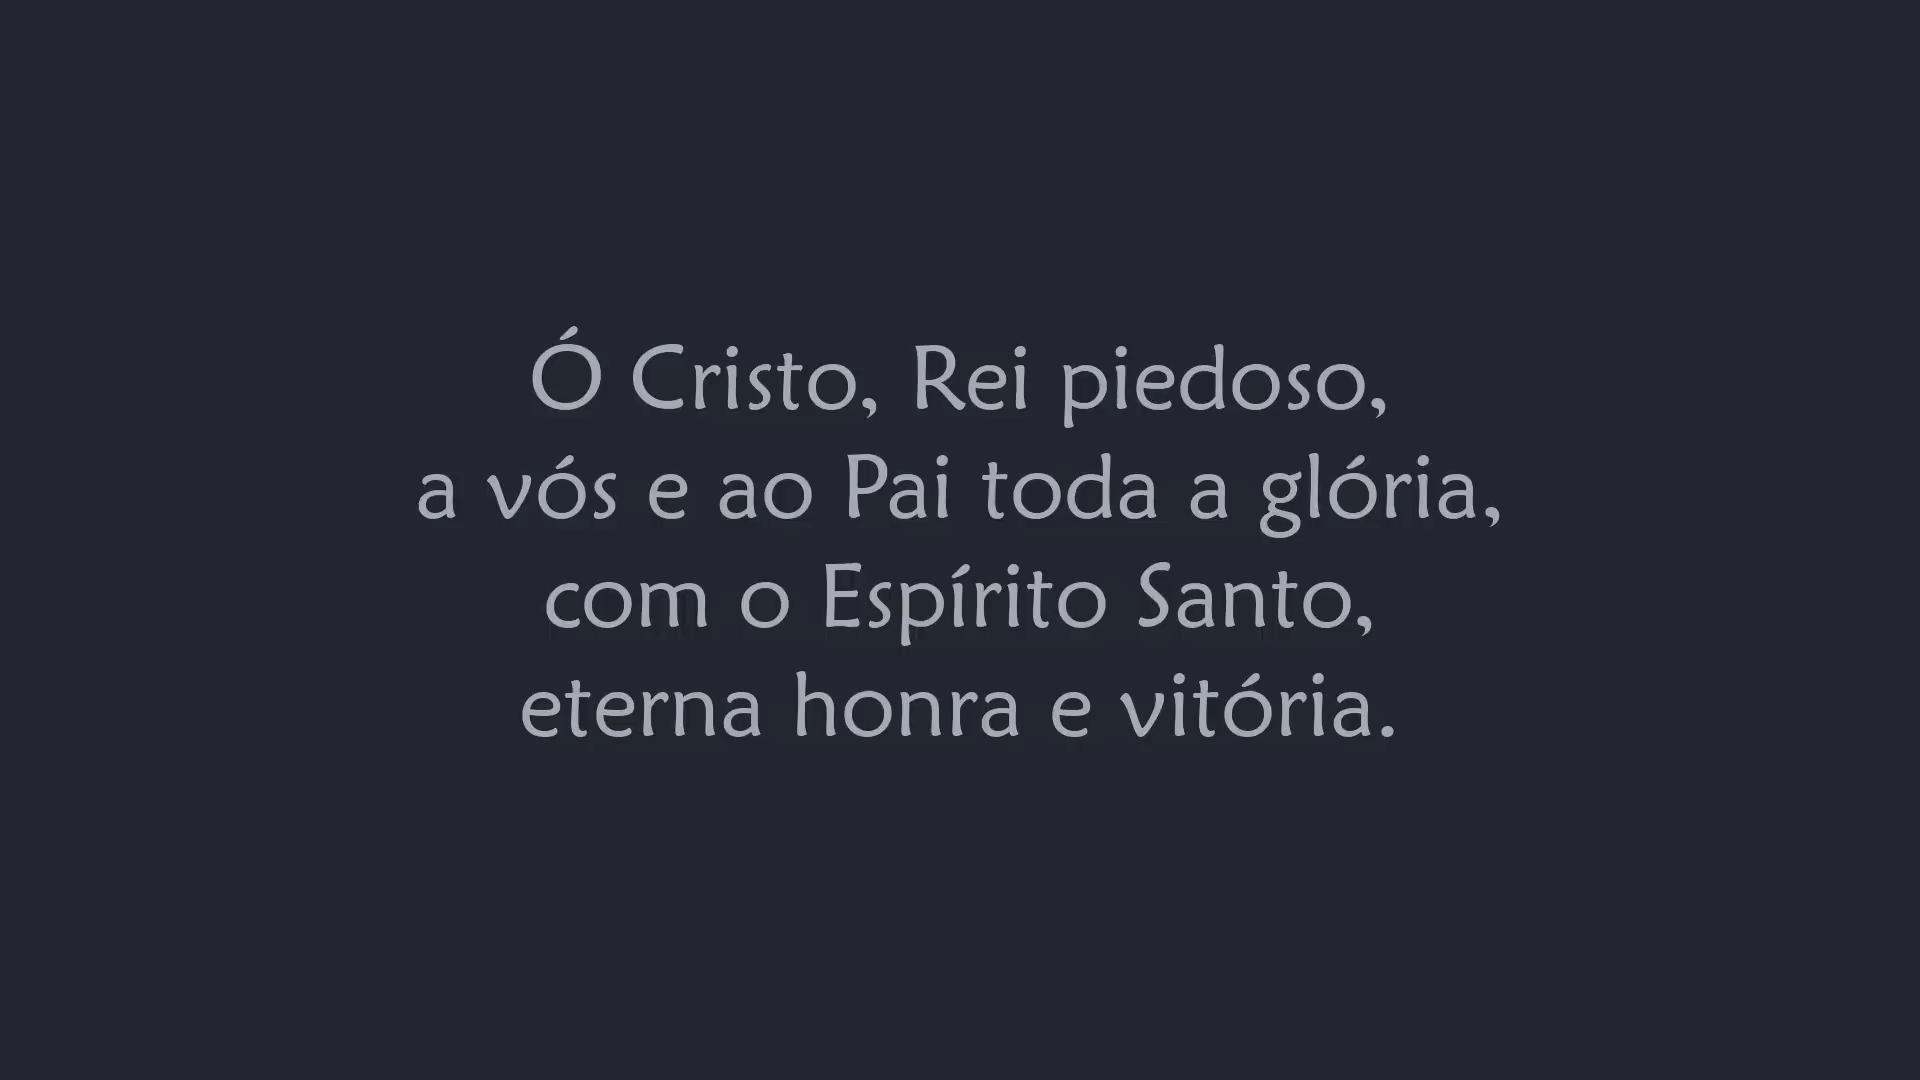 Ó Cristo, Rei piedoso,
a vós e ao Pai toda a glória,
com o Espírito Santo,
eterna honra e vitória.